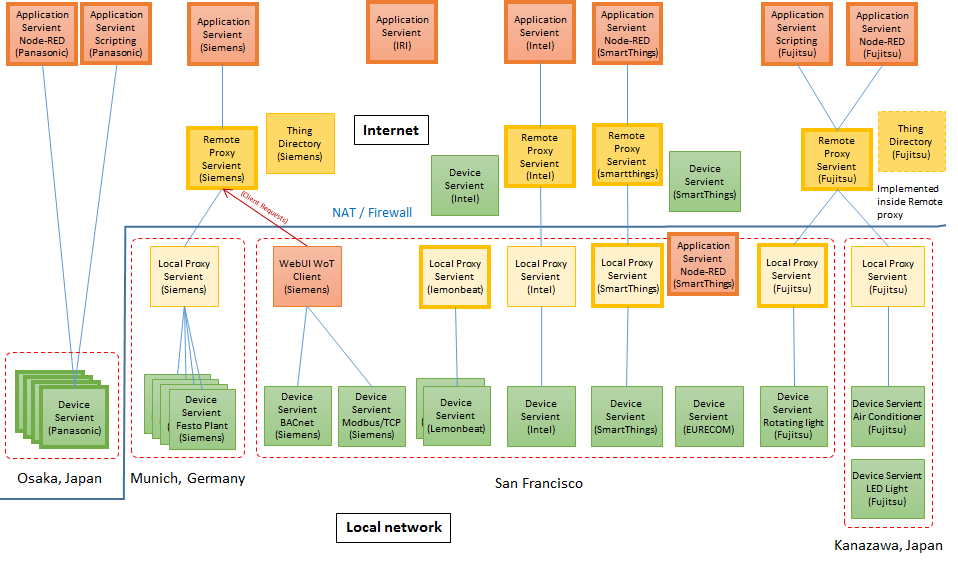 Application
Servient
Node-RED
(Panasonic)
Application
Servient
Scripting
(Panasonic)
Application
Servient
(Siemens)
Application
Servient
(IRI)
Application
Servient
(Intel)
Application
Servient
Node-RED
(SmartThings)
Application
Servient
Scripting
(Fujitsu)
Application
Servient
Node-RED
(Fujitsu)
Remote
Proxy
Servient
(Siemens)
Thing
Directory
(Siemens)
Internet
Remote
Proxy
Servient
(Intel)
Remote
Proxy
Servient
(smartthings)
Remote
Proxy
Servient
(Fujitsu)
Thing
Directory
(Fujitsu)
Device
Servient
(Intel)
Device
Servient
(SmartThings)
Implemented
inside Remote
proxy
(Client Requests)
NAT / Firewall
Local Proxy
Servient
(Siemens)
WebUI WoT
Client
(Siemens)
Local Proxy
Servient
(lemonbeat)
Local Proxy
Servient
(Intel)
Local Proxy
Servient
(SmartThings)
Application
Servient
Node-RED
(SmartThings)
Local Proxy
Servient
(Fujitsu)
Local Proxy
Servient
(Fujitsu)
Device
Servient
(Panasonic)
Device
Servient
Festo Plant
(Siemens)
Device
Servient
BACnet
(Siemens)
Device
Servient
Modbus/TCP
(Siemens)
Device
Servient
(Lemonbeat)
Device
Servient
(Intel)
Device
Servient
(SmartThings)
Device
Servient
(EURECOM)
Device
Servient
Rotating light
(Fujitsu)
Device Servient
Air Conditioner
(Fujitsu)
Device Servient
LED Light
(Fujitsu)
Osaka, Japan
Munich, Germany
San Francisco
Local network
Kanazawa, Japan